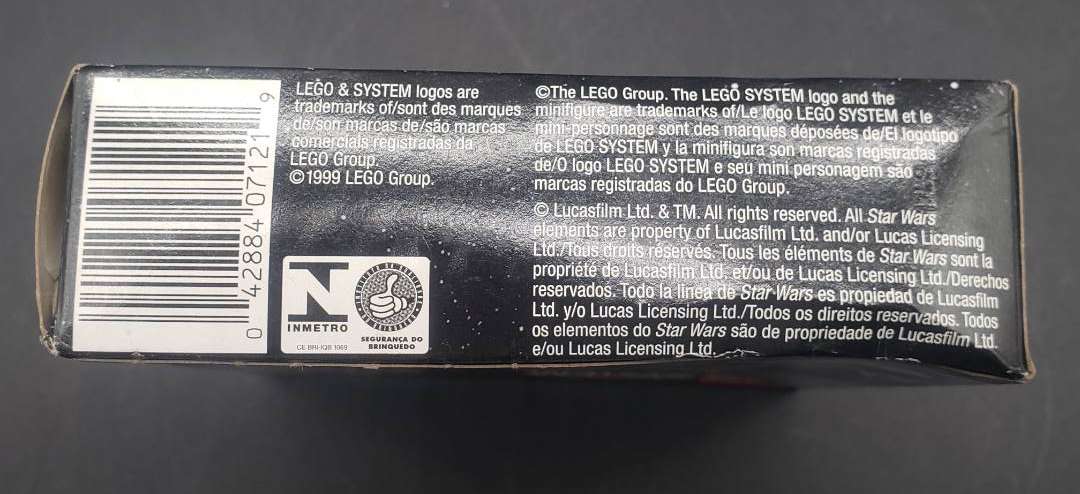 0 42884 07121 9
LEGO & SYSTEM logos are
trademarks of/sont des marques
de/son marcas de/são marcas
comerciais registradas da
LEGO Group.
©1999 LEGO Group.
N
INMETRO
CE BRI-IQB 1069
SEGURANÇA DO
BRINQUEDO
©The LEGO Group. The LEGO SYSTEM logo and the
minifigure are trademarks of/Le logo LEGO SYSTEM et le
mini-personnage sont des marques déposées de/El logotipo
de LEGO SYSTEM y la minifigura son marcas registradas
de/O logo LEGO SYSTEM e seu mini personagem são
marcas registradas do LEGO Group.
© Lucasfilm Ltd. & TM. All rights reserved. All Star Wars
elements are property of Lucasfilm Ltd. and/or Lucas Licensing
Ltd./Tous droits réservés. Tous les éléments de Star Wars sont la
propriété de Lucasfilm Ltd. et/ou de Lucas Licensing Ltd./Derechos
reservados. Todo la linea de Star Wars es propiedad de Lucasfilm
Ltd. y/o Lucas Licensing Ltd./Todos os direitos reservados. Todos
os elementos do Star Wars são de propriedade de Lucasfilm Ltd.
e/ou Lucas Licensing Ltd.